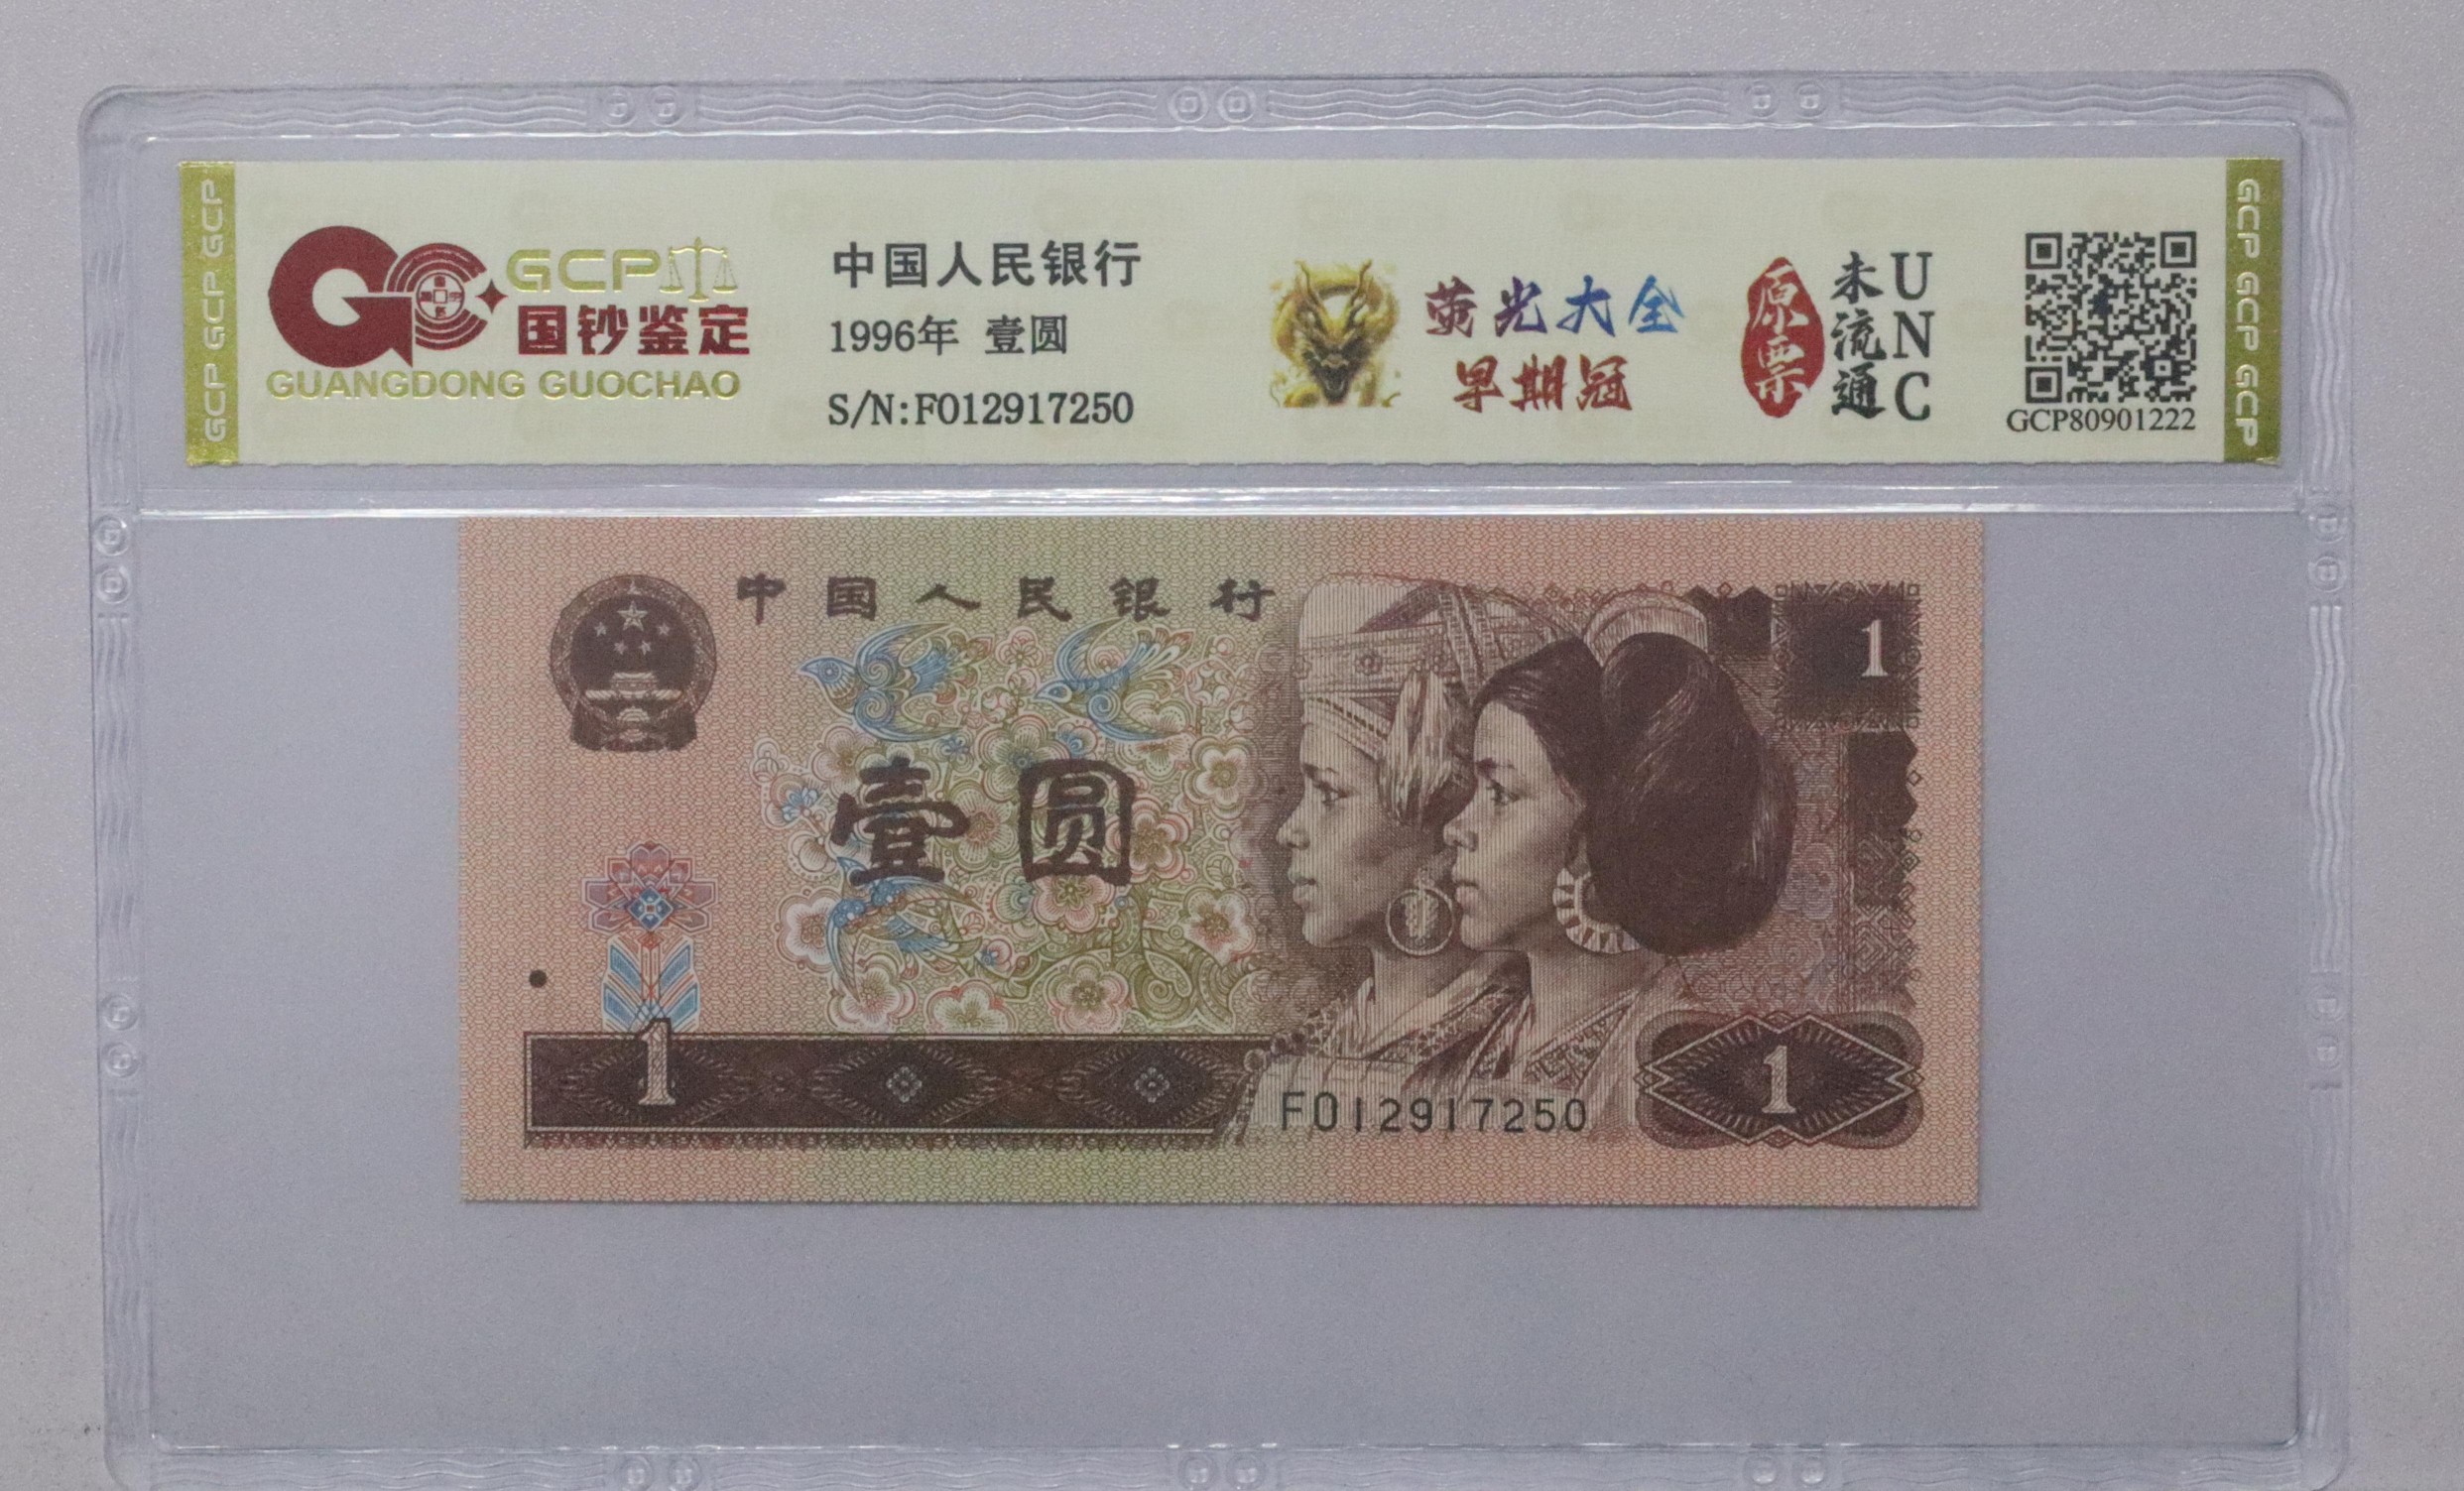 GCP GCP GCP
GCP
国钞鉴定
GUANGDONG GUOCHAO
中国人民银行
1996年 壹圆
S/N:F012917250
荧光大全
早期冠
原票
未流通
UNC
GCP80901222
GCP GCP GCP
中国人民银行
1
壹圆
1
F012917250
1